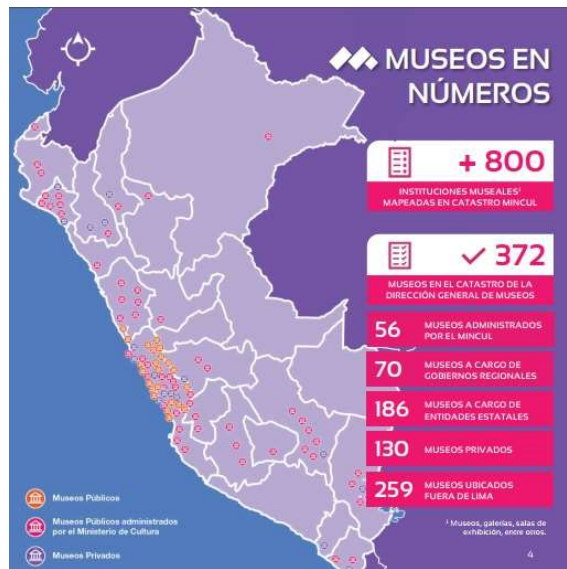 MUSEOS EN
NÚMEROS
+ 800
INSTITUCIONES MUSEALES¹
MAPEADAS EN CATASTRO MINCUL
372
MUSEOS EN EL CATASTRO DE LA
DIRECCIÓN GENERAL DE MUSEOS
56 MUSEOS ADMINISTRADOS
POR EL MINCUL
70 MUSEOS A CARGO DE
GOBIERNOS REGIONALES
186 MUSEOS A CARGO DE
ENTIDADES ESTATALES
130 MUSEOS PRIVADOS
259 MUSEOS UBICADOS
FUERA DE LIMA
Museos Públicos
Museos Públicos administrados
por el Ministerio de Cultura
Museos Privados
¹ Museos, galerías, salas de
exhibición, entre otros.
4